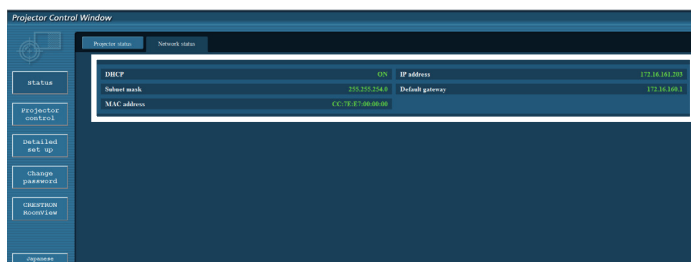 Projector Control Window
Projector status
Network status
DHCP ON IP address 172.16.161.203
Subnet mask 255.255.254.0 Default gateway 172.16.160.1
MAC address CC:7E:E7:00:00:00
Status
Projector
control
Detailed
set up
Change
password
CRESTRON
RoomView
Japanese